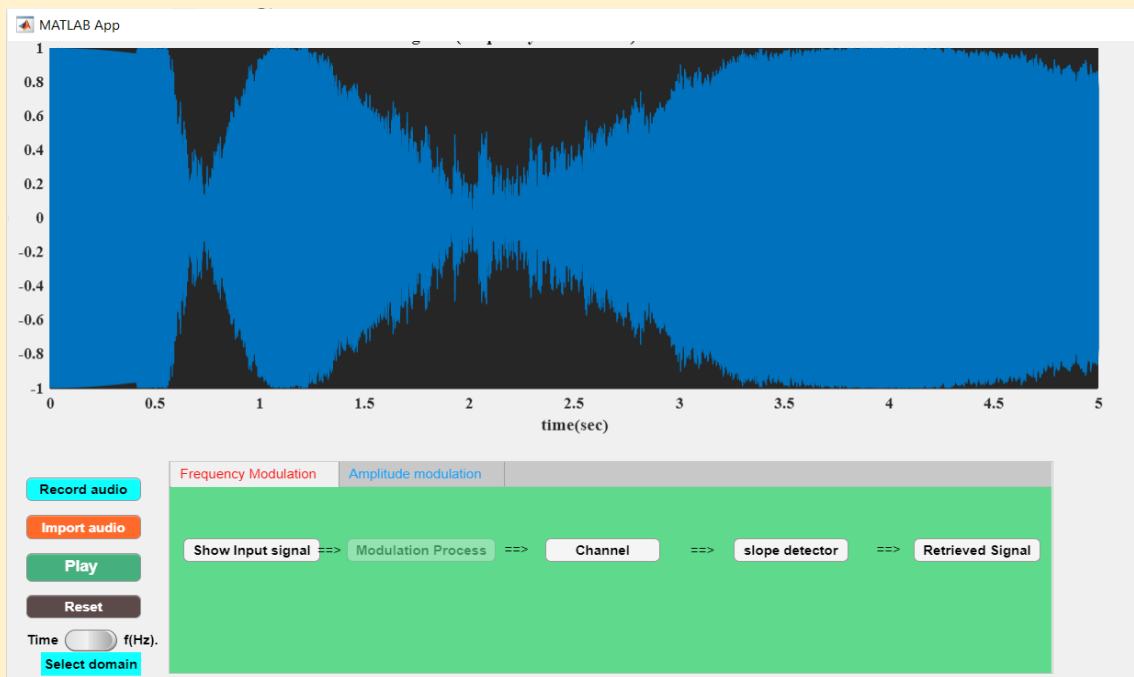 MATLAB App
1
0.8
0.6
0.4
0.2
0
-0.2
-0.4
-0.6
-0.8
-1
0 0.5 1 1.5 2 2.5 3 3.5 4 4.5 5
time(sec)
Frequency Modulation Amplitude modulation
Record audio
Import audio
Show Input signal ==> Modulation Process ==> Channel ==> slope detector ==> Retrieved Signal
Play
Reset
Time f(Hz).
Select domain